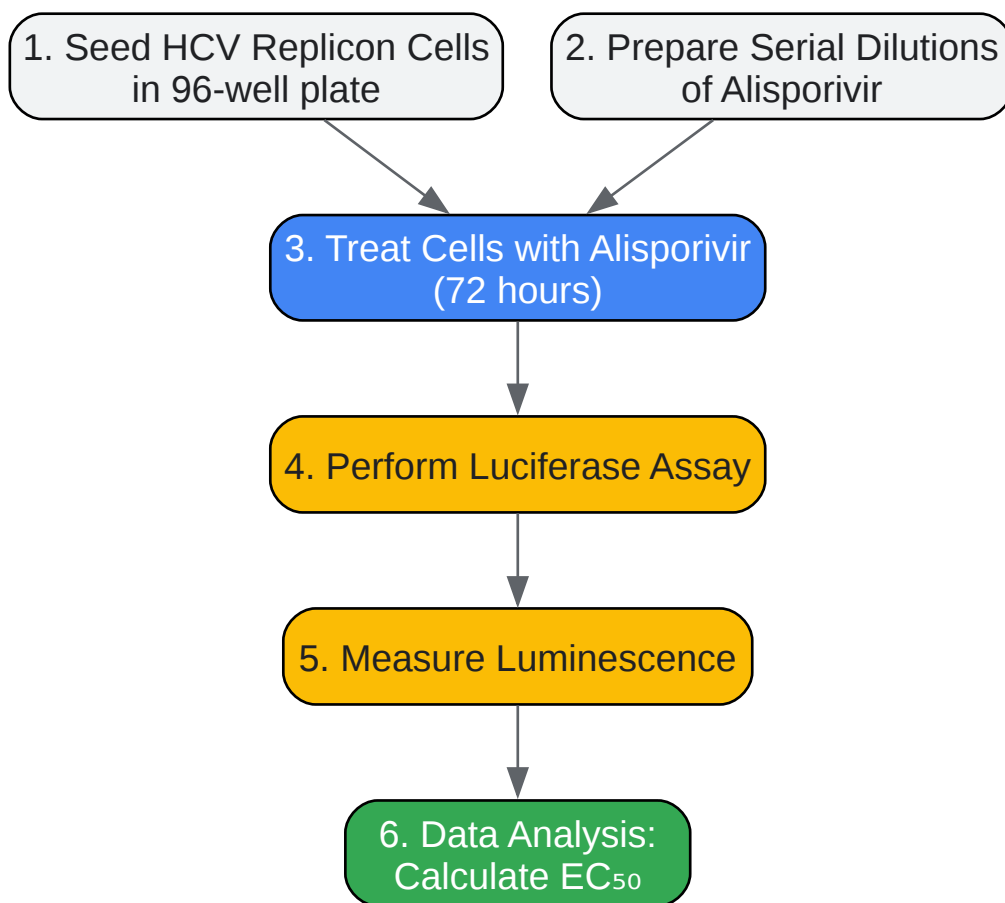 1. Seed HCV Replicon Cells
in 96-well plate
2. Prepare Serial Dilutions
of Alisporivir
3. Treat Cells with Alisporivir
(72 hours)
4. Perform Luciferase Assay
5. Measure Luminescence
6. Data Analysis:
Calculate EC₅₀